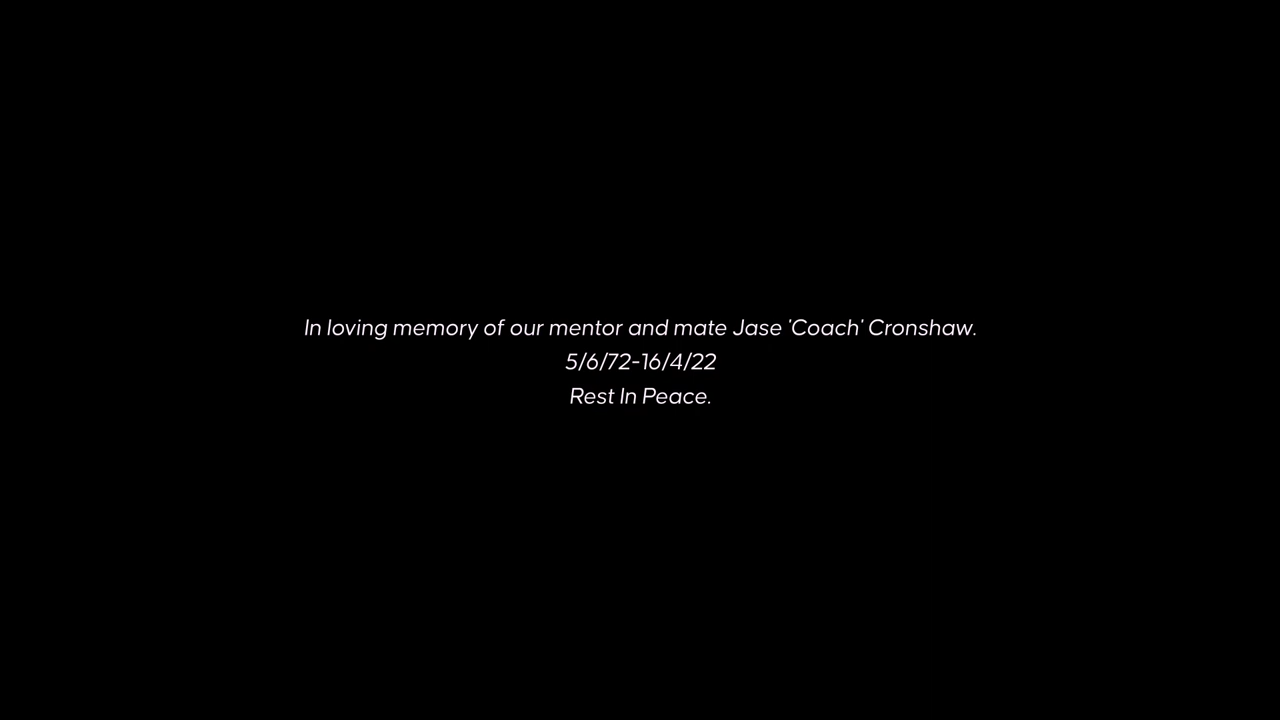 In loving memory of our mentor and mate Jase 'Coach' Cronshaw.
5/6/72-16/4/22
Rest In Peace.